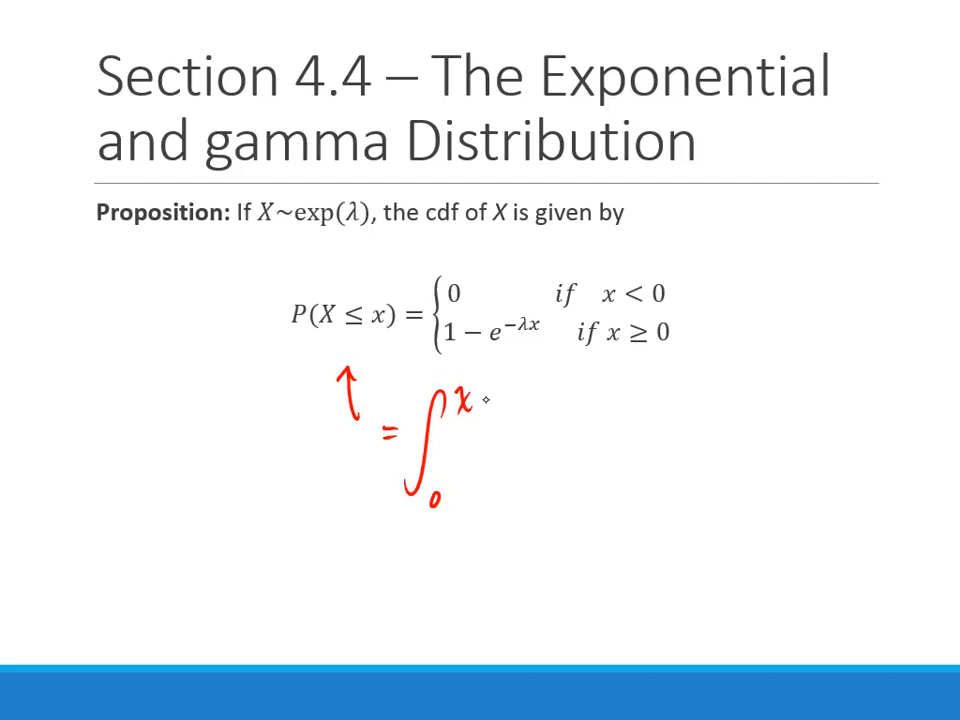 Section 4.4 – The Exponential
and gamma Distribution
Proposition: If X~exp(λ), the cdf of X is given by
P(X ≤ x) = { 0 if x < 0
1 − e^{−λx} if x ≥ 0
↑
= ∫_0^x